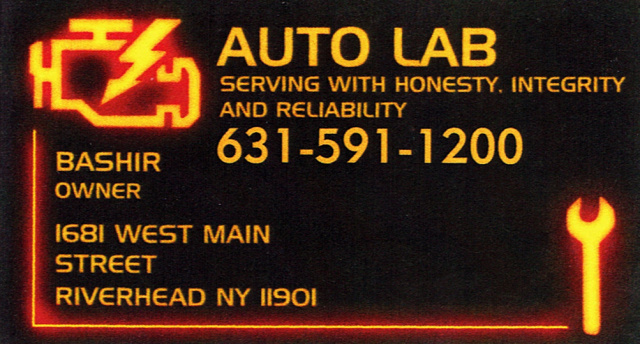 AUTO LAB
SERVING WITH HONESTY, INTEGRITY
AND RELIABILITY
631-591-1200
BASHIR
OWNER
1681 WEST MAIN
STREET
RIVERHEAD NY 11901